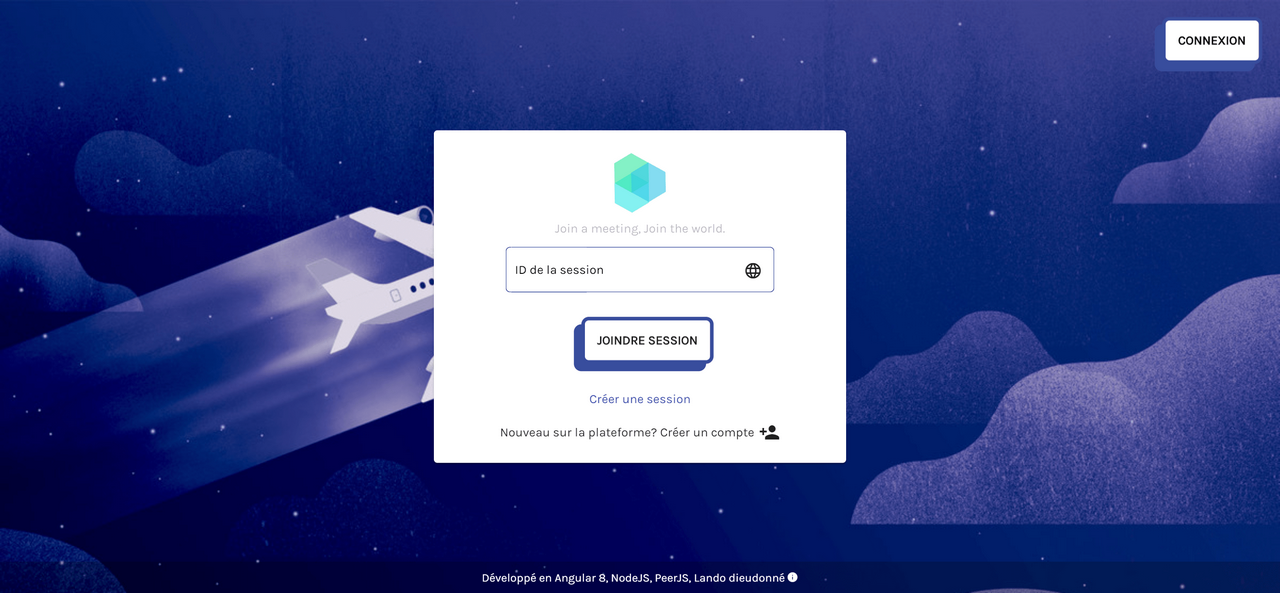 CONNEXION
Join a meeting, Join the world.
ID de la session
JOINDRE SESSION
Créer une session
Nouveau sur la plateforme? Créer un compte
Développé en Angular 8, NodeJS, PeerJS, Lando dieudonné